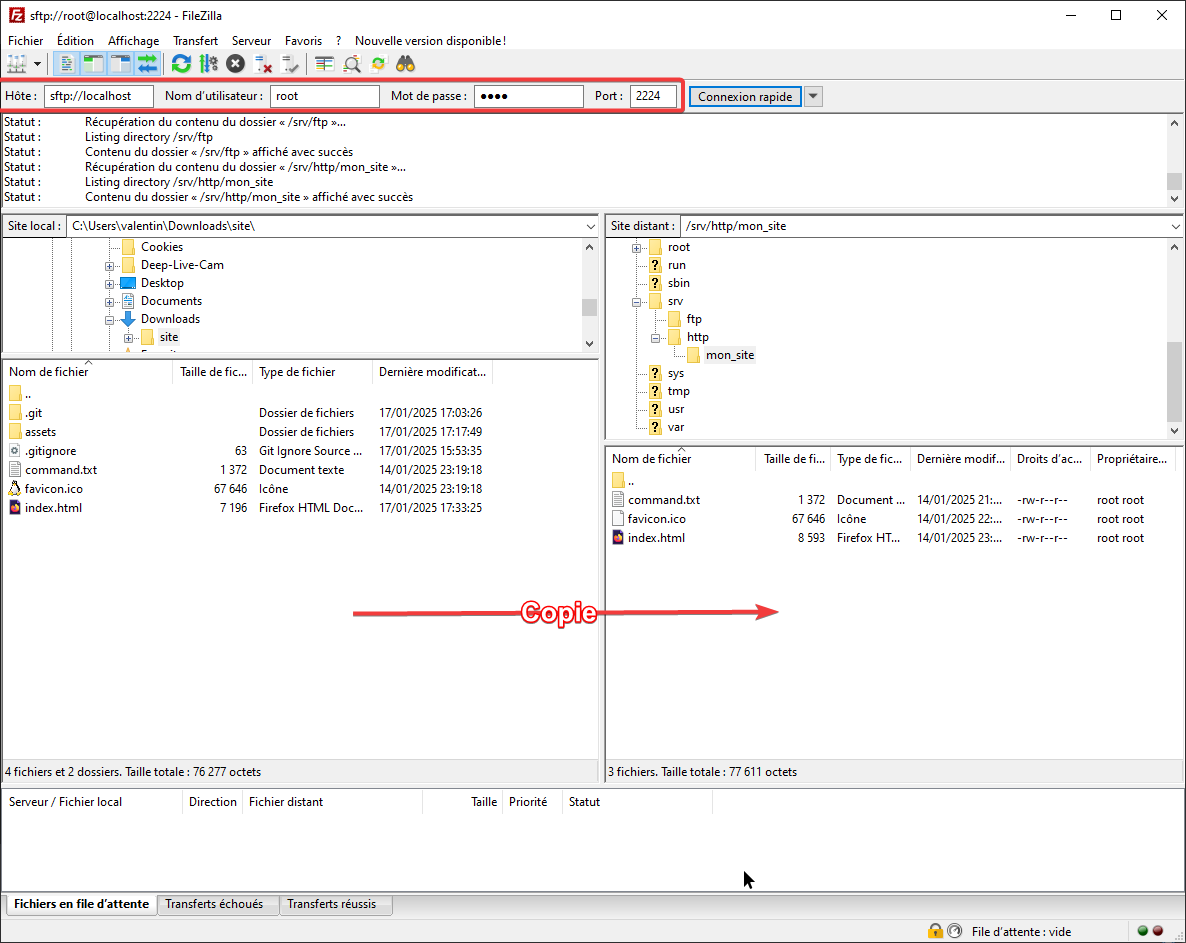 sftp://root@localhost:2224 - FileZilla
Fichier Édition Affichage Transfert Serveur Favoris ? Nouvelle version disponible!
Hôte : sftp://localhost Nom d'utilisateur : root Mot de passe : ●●●● Port : 2224 Connexion rapide
Statut : Récupération du contenu du dossier « /srv/ftp »...
Statut : Listing directory /srv/ftp
Statut : Contenu du dossier « /srv/ftp » affiché avec succès
Statut : Récupération du contenu du dossier « /srv/http/mon_site »...
Statut : Listing directory /srv/http/mon_site
Statut : Contenu du dossier « /srv/http/mon_site » affiché avec succès
Site local : C:\Users\valentin\Downloads\site\
Cookies
Deep-Live-Cam
Desktop
Documents
Downloads
site
Nom de fichier Taille de fic... Type de fichier Dernière modificat...
..
.git Dossier de fichiers 17/01/2025 17:03:26
assets Dossier de fichiers 17/01/2025 17:17:49
.gitignore 63 Git Ignore Source ... 17/01/2025 15:53:35
command.txt 1 372 Document texte 14/01/2025 23:19:18
favicon.ico 67 646 Icône 14/01/2025 23:19:18
index.html 7 196 Firefox HTML Doc... 17/01/2025 17:33:25
4 fichiers et 2 dossiers. Taille totale : 76 277 octets
Site distant : /srv/http/mon_site
root
? run
? sbin
srv
ftp
http
mon_site
? sys
? tmp
? usr
? var
Nom de fichier Taille de fi... Type de fic... Dernière modif... Droits d'ac... Propriétaire...
..
command.txt 1 372 Document ... 14/01/2025 21:... -rw-r--r-- root root
favicon.ico 67 646 Icône 14/01/2025 22:... -rw-r--r-- root root
index.html 8 593 Firefox HT... 14/01/2025 23:... -rw-r--r-- root root
3 fichiers. Taille totale : 77 611 octets
Copie
Serveur / Fichier local Direction Fichier distant Taille Priorité Statut
Fichiers en file d'attente Transferts échoués Transferts réussis
File d'attente : vide